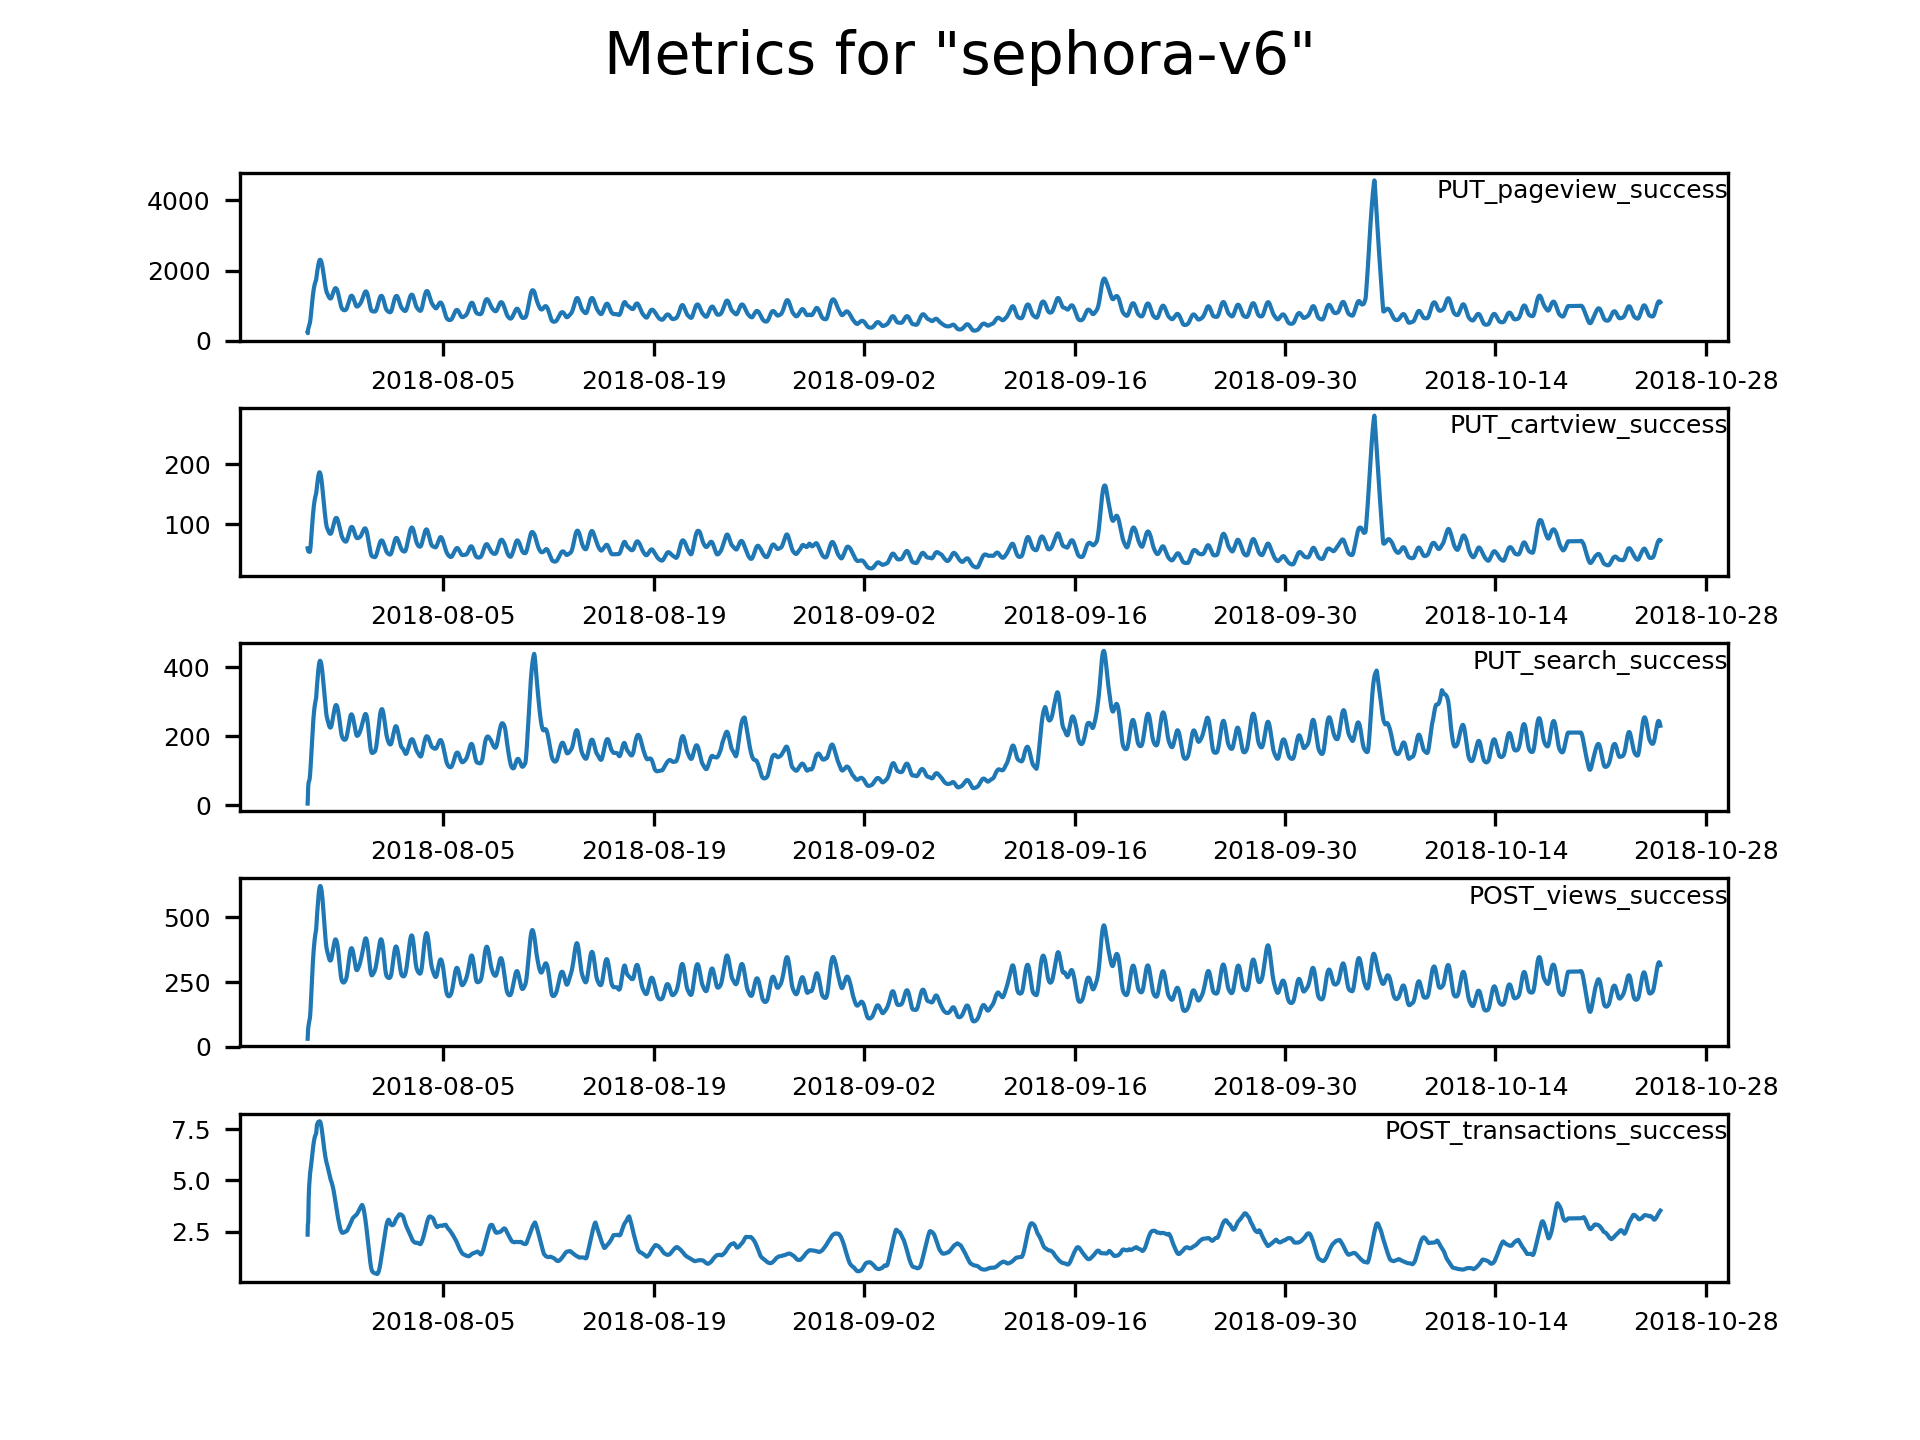 Metrics for "sephora-v6"
PUT_pageview_success
4000
2000
0
2018-08-05 2018-08-19 2018-09-02 2018-09-16 2018-09-30 2018-10-14 2018-10-28
PUT_cartview_success
200
100
2018-08-05 2018-08-19 2018-09-02 2018-09-16 2018-09-30 2018-10-14 2018-10-28
PUT_search_success
400
200
0
2018-08-05 2018-08-19 2018-09-02 2018-09-16 2018-09-30 2018-10-14 2018-10-28
POST_views_success
500
250
0
2018-08-05 2018-08-19 2018-09-02 2018-09-16 2018-09-30 2018-10-14 2018-10-28
POST_transactions_success
7.5
5.0
2.5
2018-08-05 2018-08-19 2018-09-02 2018-09-16 2018-09-30 2018-10-14 2018-10-28